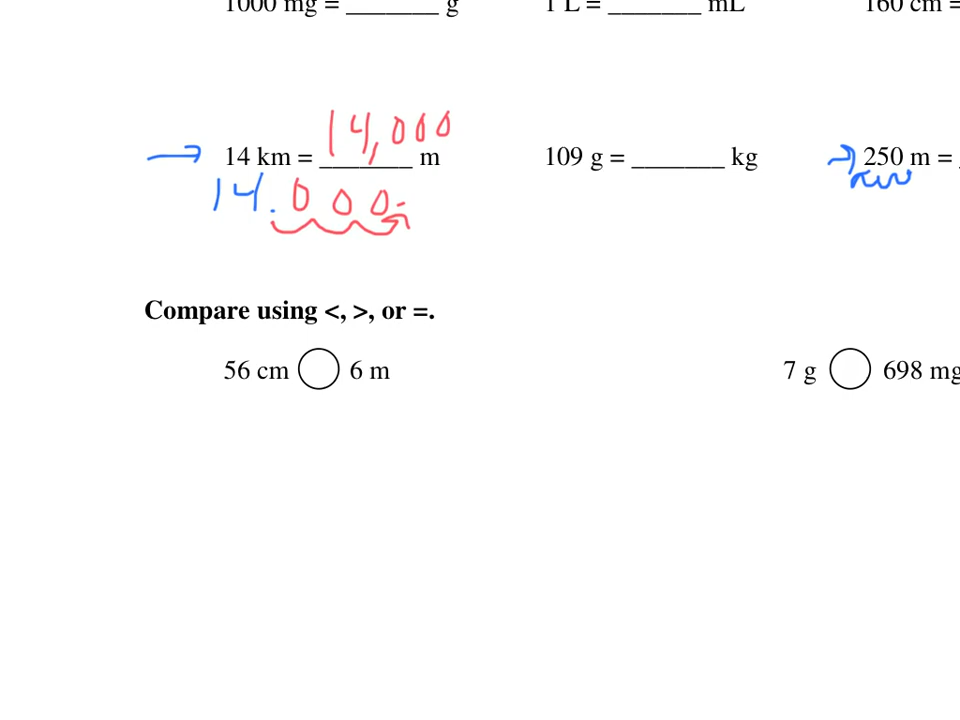 1000 mg = _______ g 1 L = _______ mL 160 cm =
14,000
14 km = _______ m 109 g = _______ kg 250 m =
14.000.
Compare using <, >, or =.
56 cm 6 m 7 g 698 mg